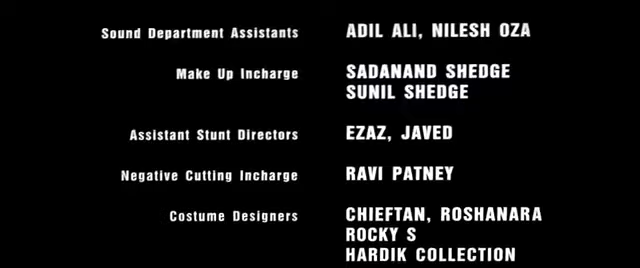 Sound Department Assistants ADIL ALI, NILESH OZA
Make Up Incharge SADANAND SHEDGE
SUNIL SHEDGE
Assistant Stunt Directors EZAZ, JAVED
Negative Cutting Incharge RAVI PATNEY
Costume Designers CHIEFTAN, ROSHANARA
ROCKY S
HARDIK COLLECTION